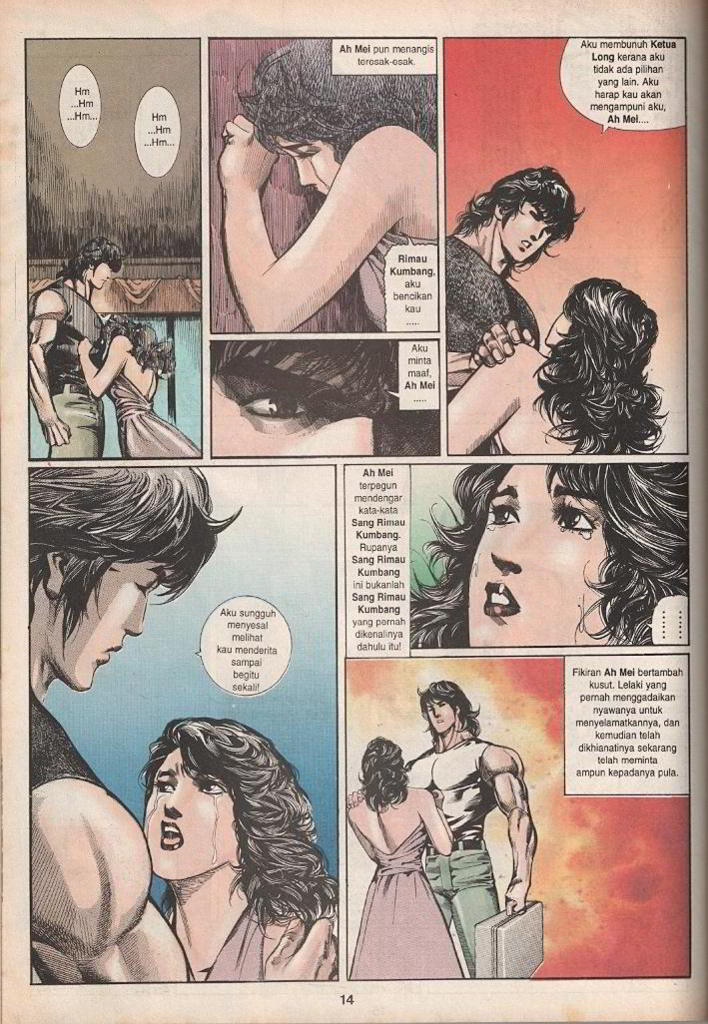 Hm
...Hm
...Hm...
Hm
...Hm
...Hm...
Ah Mei pun menangis
teresak-esak.
Rimau
Kumbang,
aku
bencikan
kau
.....
Aku
minta
maaf,
Ah Mei
.....
Aku membunuh Ketua
Long kerana aku
tidak ada pilihan
yang lain. Aku
harap kau akan
mengampuni aku,
Ah Mei....
Aku sungguh
menyesal
melihat
kau menderita
sampai
begitu
sekali!
Ah Mei
terpegun
mendengar
kata-kata
Sang Rimau
Kumbang.
Rupanya
Sang Rimau
Kumbang
ini bukanlah
Sang Rimau
Kumbang
yang pernah
dikenalinya
dahulu itu!
Fikiran Ah Mei bertambah
kusut. Lelaki yang
pernah menggadaikan
nyawanya untuk
menyelamatkannya, dan
kemudian telah
dikhianatinya sekarang
telah meminta
ampun kepadanya pula.
14